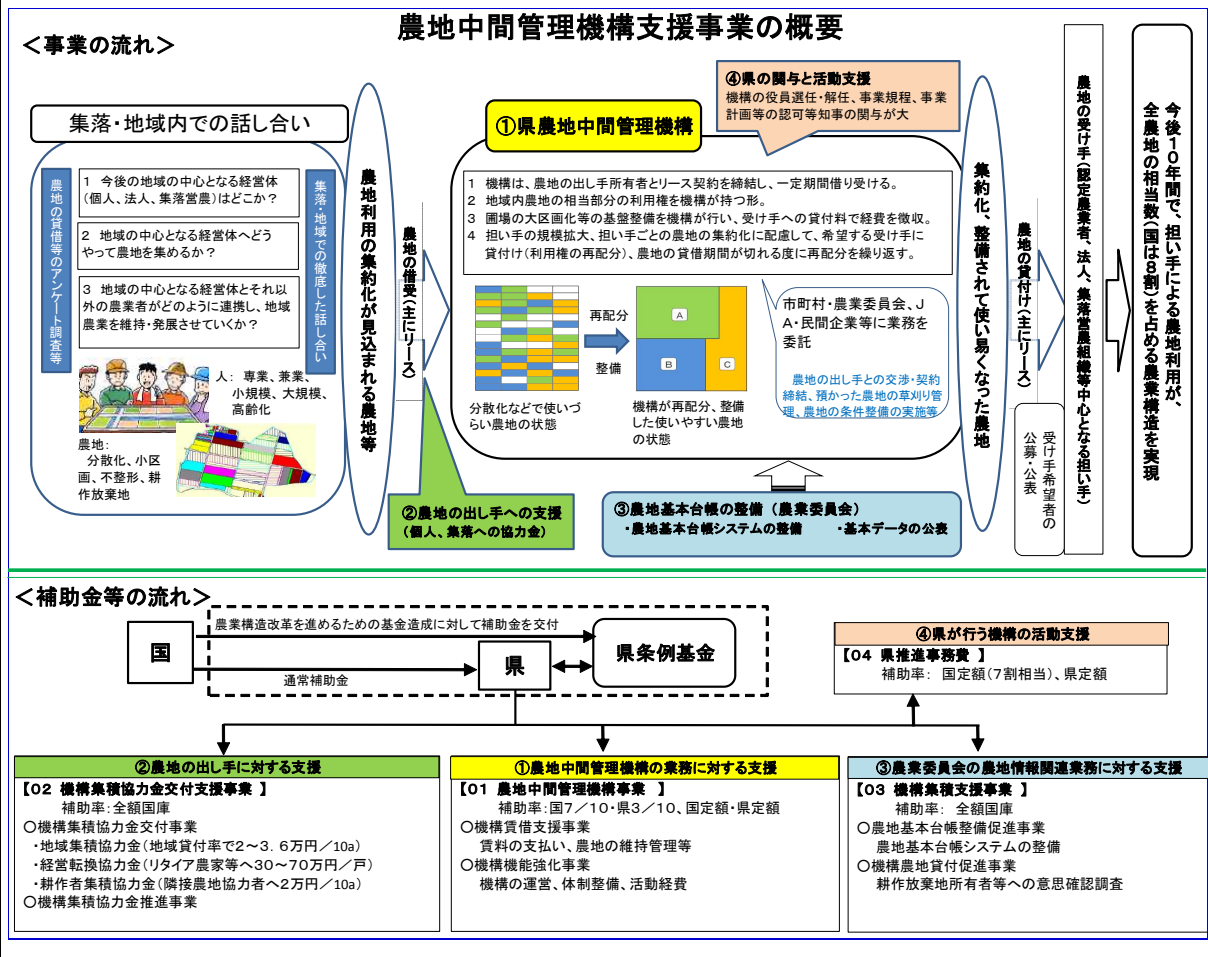 農地中間管理機構支援事業の概要
＜事業の流れ＞
集落・地域内での話し合い
農地の貸借等のアンケート調査等
1　今後の地域の中心となる経営体
（個人、法人、集落営農）はどこか？
2　地域の中心となる経営体へどう
やって農地を集めるか？
3　地域の中心となる経営体とそれ以
外の農業者がどのように連携し、地域
農業を維持・発展させていくか？
集落・地域での徹底した話し合い
人：　専業、兼業、
小規模、大規模、
高齢化
農地：
分散化、小区
画、不整形、耕
作放棄地
農地利用の集約化が見込まれる農地等
農地の借受（主にリース）
①県農地中間管理機構
④県の関与と活動支援
機構の役員選任・解任、事業規程、事業
計画等の認可等知事の関与が大
1　機構は、農地の出し手所有者とリース契約を締結し、一定期間借り受ける。
2　地域内農地の相当部分の利用権を機構が持つ形。
3　圃場の大区画化等の基盤整備を機構が行い、受け手への貸付料で経費を徴収。
4　担い手の規模拡大、担い手ごとの農地の集約化に配慮して、希望する受け手に
貸付け（利用権の再配分）、農地の貸借期間が切れる度に再配分を繰り返す。
再配分
整備
A
B
C
分散化などで使いづ
らい農地の状態
機構が再配分、整備
した使いやすい農地
の状態
市町村・農業委員会、J
A・民間企業等に業務を
委託
農地の出し手との交渉・契約
締結、預かった農地の草刈り管
理、農地の条件整備の実施等
②農地の出し手への支援
（個人、集落への協力金）
③農地基本台帳の整備（農業委員会）
・農地基本台帳システムの整備　　・基本データの公表
集約化、整備されて使い易くなった農地
農地の貸付け（主にリース）
受け手希望者の
公募・公表
農地の受け手（認定農業者、法人、集落営農組織等中心となる担い手）
今後10年間で、担い手による農地利用が、
全農地の相当数（国は8割）を占める農業構造を実現
＜補助金等の流れ＞
国
農業構造改革を進めるための基金造成に対して補助金を交付
通常補助金
県
県条例基金
④県が行う機構の活動支援
【04 県推進事務費 】
補助率：　国定額（7割相当）、県定額
②農地の出し手に対する支援
【02 機構集積協力金交付支援事業 】
補助率：全額国庫
○機構集積協力金交付事業
・地域集積協力金（地域貸付率で2～3．6万円／10a）
・経営転換協力金（リタイア農家等へ30～70万円／戸）
・耕作者集積協力金（隣接農地協力者へ2万円／10a）
○機構集積協力金推進事業
①農地中間管理機構の業務に対する支援
【01 農地中間管理機構事業　】
補助率：国7／10・県3／10、国定額・県定額
○機構賃借支援事業
賃料の支払い、農地の維持管理等
○機構機能強化事業
機構の運営、体制整備、活動経費
③農業委員会の農地情報関連業務に対する支援
【03 機構集積支援事業 】
補助率：　全額国庫
○農地基本台帳整備促進事業
農地基本台帳システムの整備
○機構農地貸付促進事業
耕作放棄地所有者等への意思確認調査